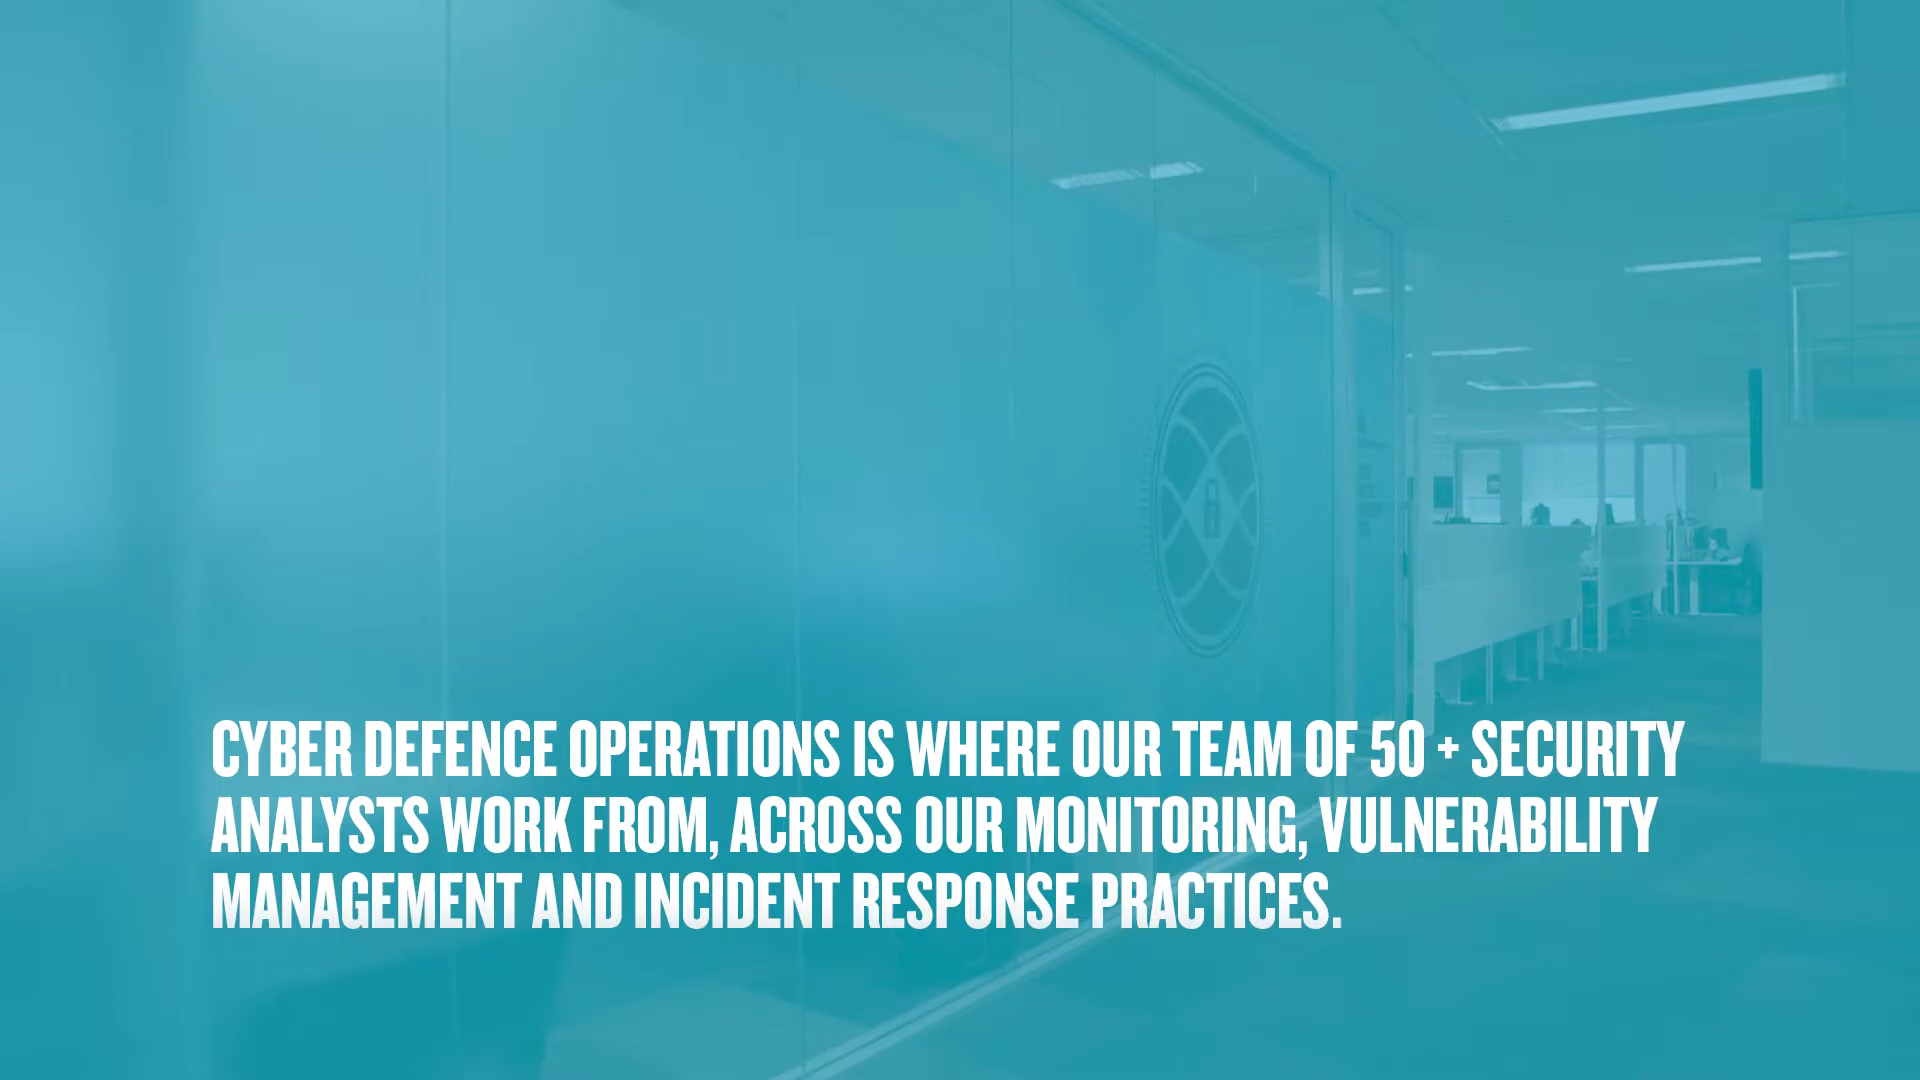 CYBER DEFENCE OPERATIONS IS WHERE OUR TEAM OF 50 + SECURITY
ANALYSTS WORK FROM, ACROSS OUR MONITORING, VULNERABILITY
MANAGEMENT AND INCIDENT RESPONSE PRACTICES.